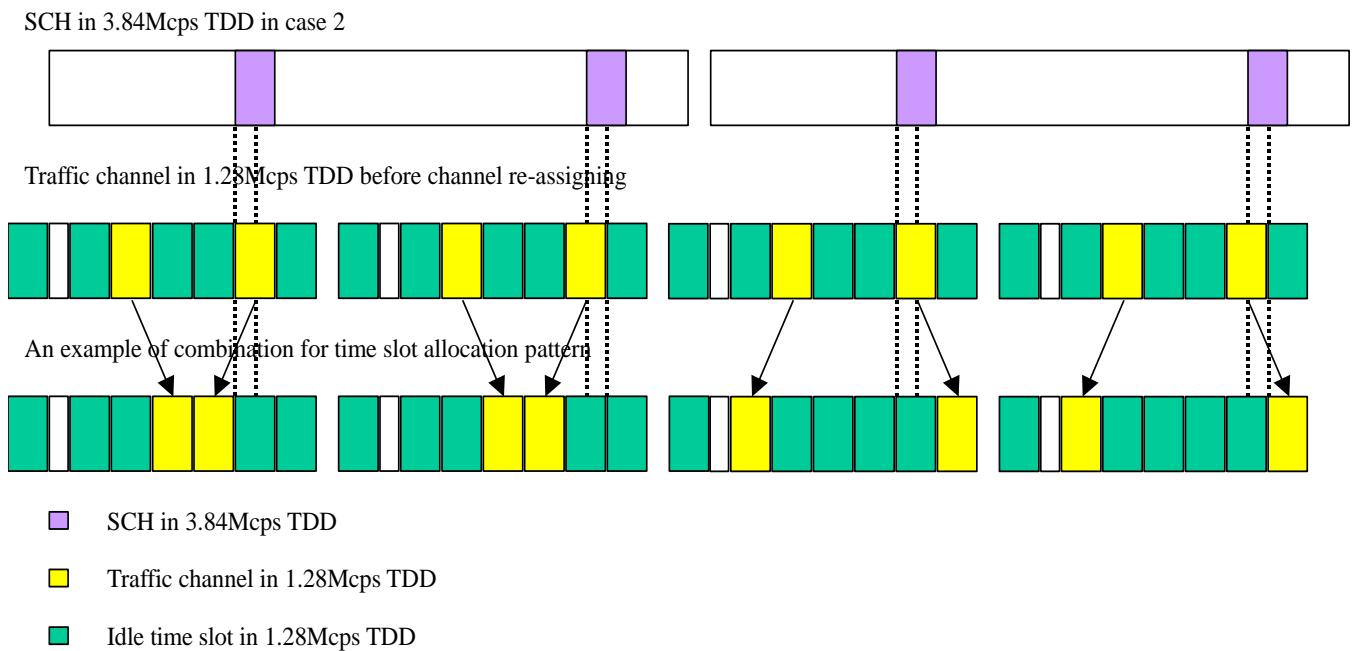 SCH in 3.84Mcps TDD in case 2
Traffic channel in 1.28Mcps TDD before channel re-assigning
An example of combination for time slot allocation pattern
SCH in 3.84Mcps TDD
Traffic channel in 1.28Mcps TDD
Idle time slot in 1.28Mcps TDD